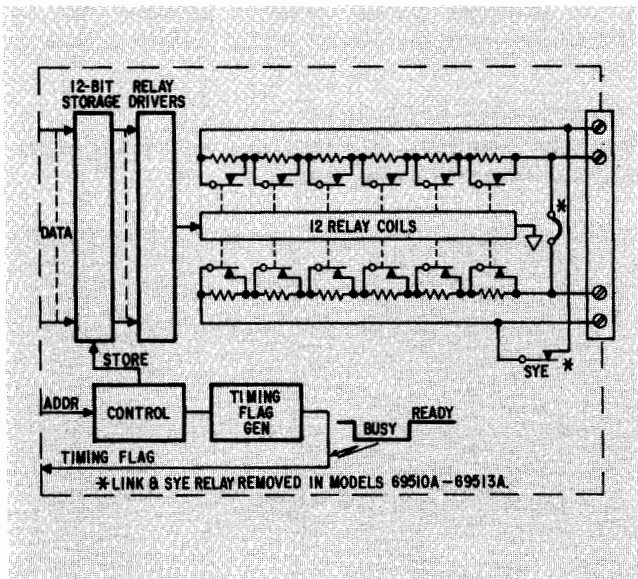 12-BIT RELAY
STORAGE DRIVERS
DATA
12 RELAY COILS
*
STORE
SYE *
ADDR
CONTROL
TIMING
FLAG
GEN
READY
BUSY
TIMING FLAG
*LINK & SYE RELAY REMOVED IN MODELS 69510A-69513A.